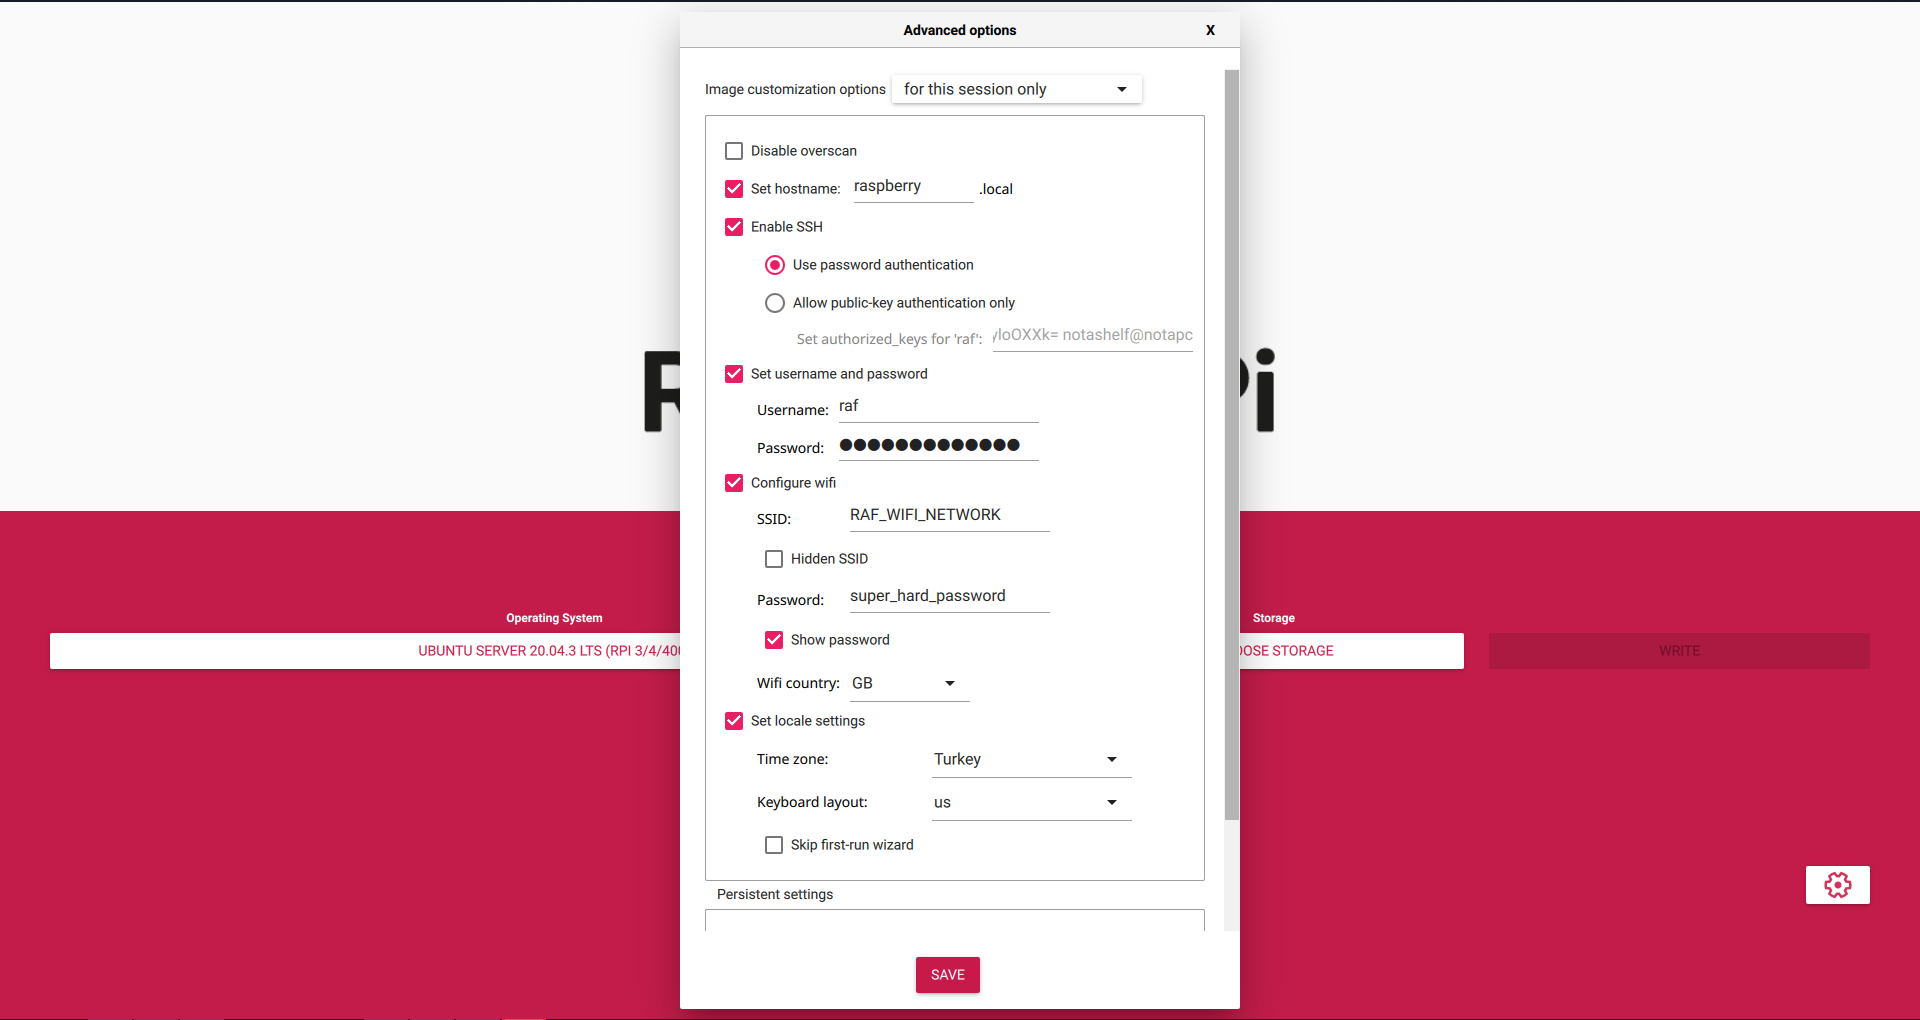 Advanced options X
Image customization options for this session only
Disable overscan
Set hostname: raspberry .local
Enable SSH
Use password authentication
Allow public-key authentication only
Set authorized_keys for 'raf': yloOXXk= notashelf@notapc
Set username and password
Username: raf
Password: ●●●●●●●●●●●●●
Configure wifi
SSID: RAF_WIFI_NETWORK
Hidden SSID
Password: super_hard_password
Show password
Wifi country: GB
Set locale settings
Time zone: Turkey
Keyboard layout: us
Skip first-run wizard
Persistent settings
SAVE
R i
Operating System
UBUNTU SERVER 20.04.3 LTS (RPI 3/4/40
Storage
OSE STORAGE
WRITE